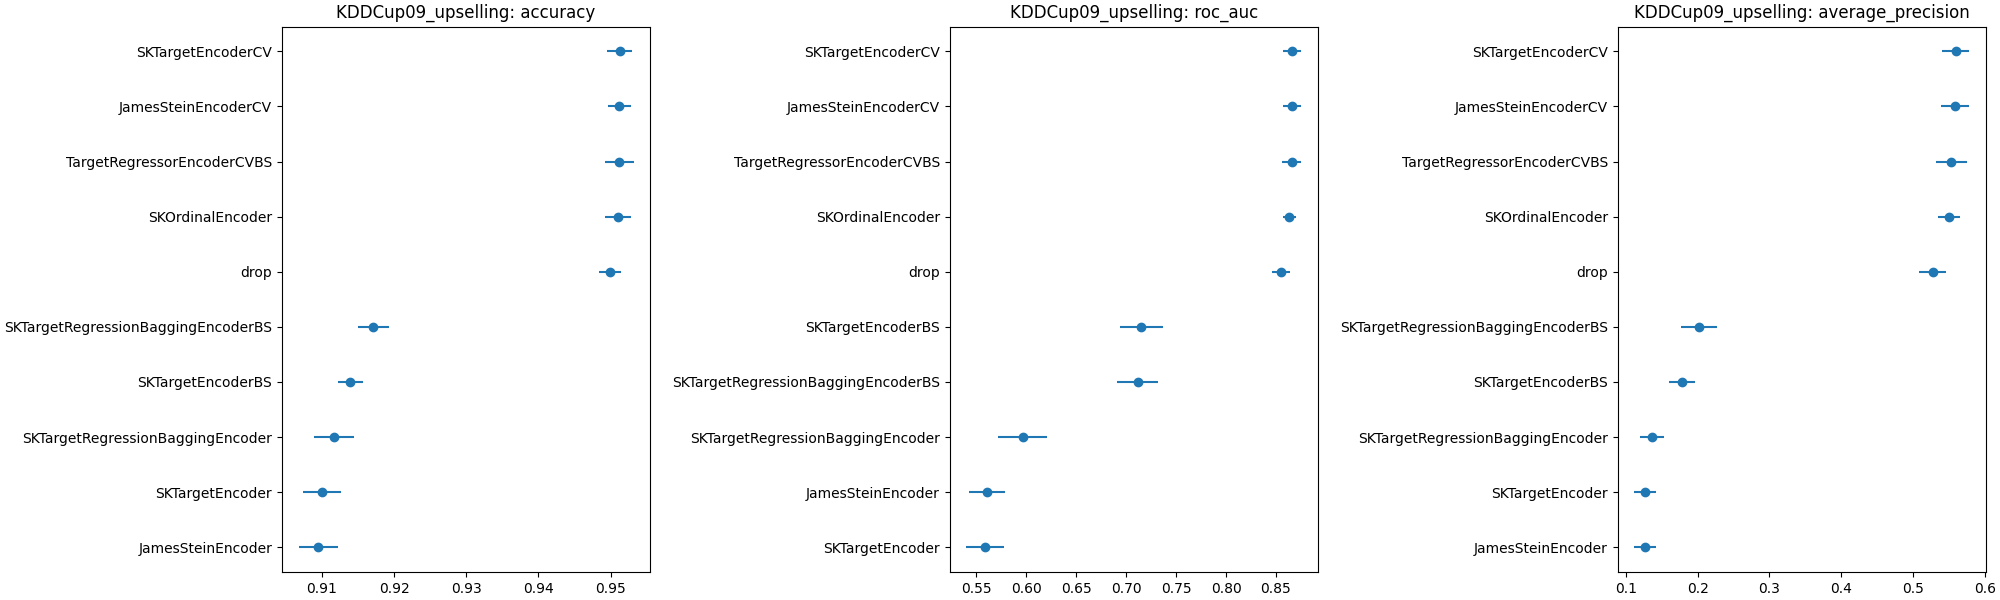 KDDCup09_upselling: accuracy
SKTargetEncoderCV
JamesSteinEncoderCV
TargetRegressorEncoderCVBS
SKOrdinalEncoder
drop
SKTargetRegressionBaggingEncoderBS
SKTargetEncoderBS
SKTargetRegressionBaggingEncoder
SKTargetEncoder
JamesSteinEncoder
0.91 0.92 0.93 0.94 0.95
KDDCup09_upselling: roc_auc
SKTargetEncoderCV
JamesSteinEncoderCV
TargetRegressorEncoderCVBS
SKOrdinalEncoder
drop
SKTargetEncoderBS
SKTargetRegressionBaggingEncoderBS
SKTargetRegressionBaggingEncoder
JamesSteinEncoder
SKTargetEncoder
0.55 0.60 0.65 0.70 0.75 0.80 0.85
KDDCup09_upselling: average_precision
SKTargetEncoderCV
JamesSteinEncoderCV
TargetRegressorEncoderCVBS
SKOrdinalEncoder
drop
SKTargetRegressionBaggingEncoderBS
SKTargetEncoderBS
SKTargetRegressionBaggingEncoder
SKTargetEncoder
JamesSteinEncoder
0.1 0.2 0.3 0.4 0.5 0.6